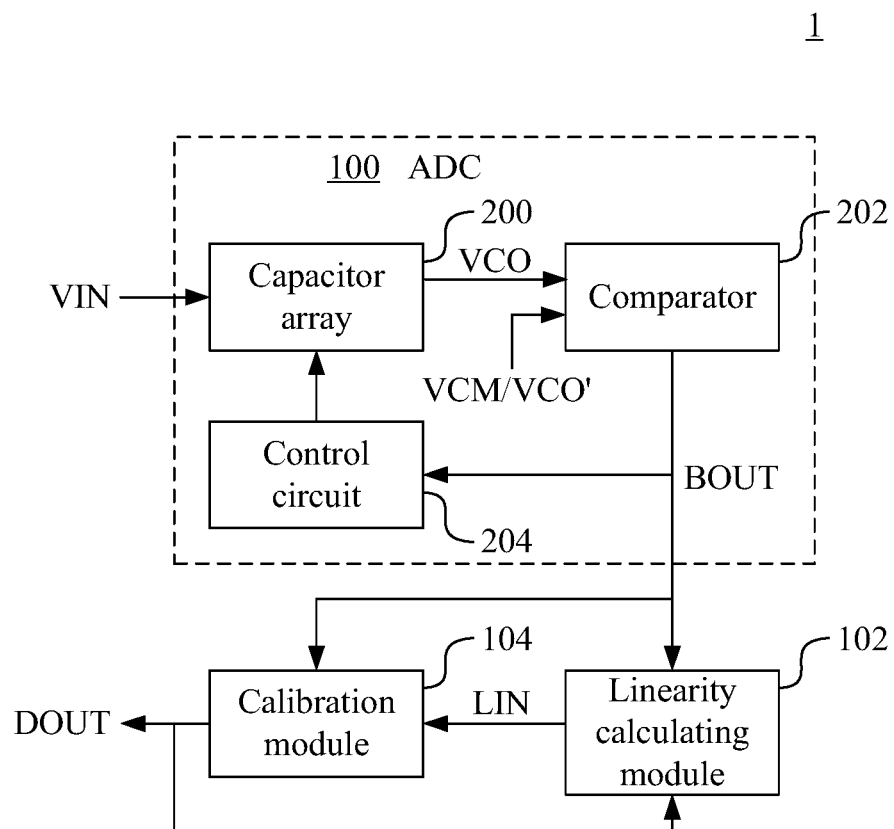 1
100 ADC
200
202
VCO
VIN
Capacitor
array
Comparator
VCM/VCO'
Control
circuit
BOUT
204
104
102
DOUT
Calibration
module
LIN
Linearity
calculating
module